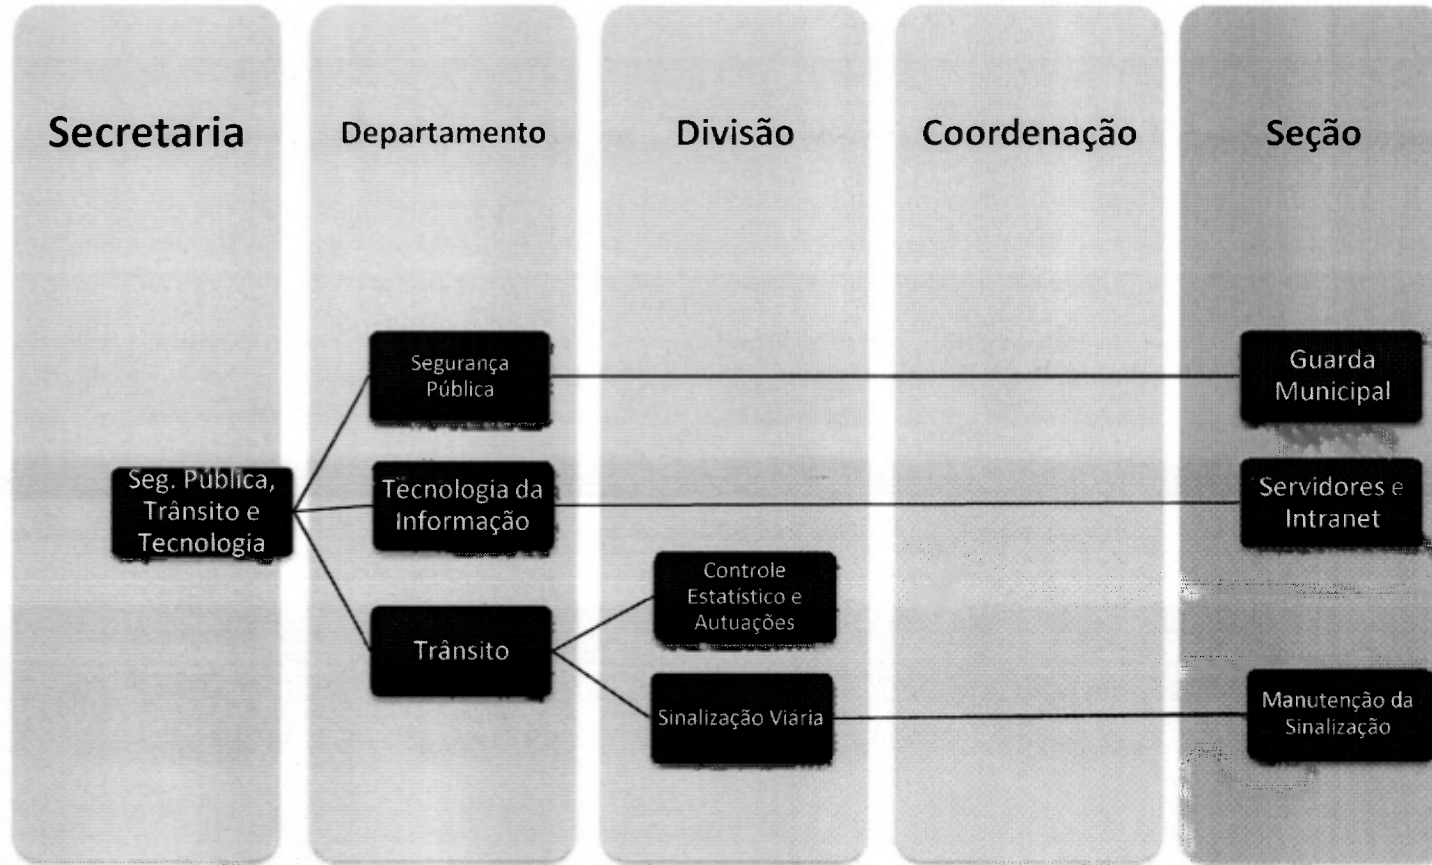 Secretaria
Departamento
Divisão
Coordenação
Seção
Segurança
Pública
Guarda
Municipal
Seg. Pública,
Trânsito e
Tecnologia
Tecnologia da
Informação
Servidores e
Intranet
Controle
Estatístico e
Autuações
Trânsito
Sinalização Viária
Manutenção da
Sinalização